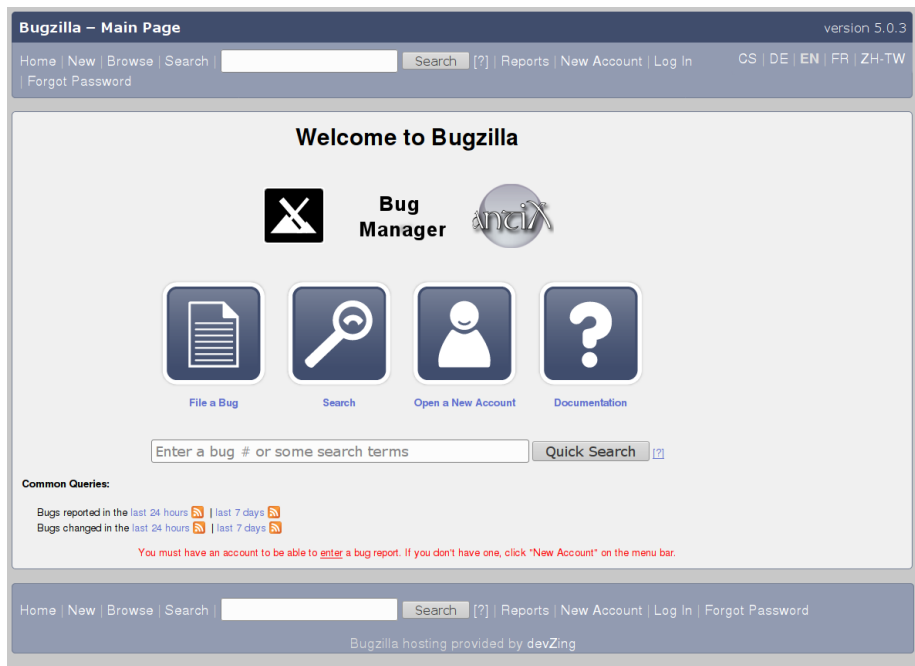 Bugzilla – Main Page version 5.0.3
Home | New | Browse | Search | Search [?] | Reports | New Account | Log In CS | DE | EN | FR | ZH-TW
| Forgot Password
Welcome to Bugzilla
Bug
Manager
antiX
File a Bug Search Open a New Account Documentation
Enter a bug # or some search terms Quick Search [?]
Common Queries:
Bugs reported in the last 24 hours | last 7 days
Bugs changed in the last 24 hours | last 7 days
You must have an account to be able to enter a bug report. If you don't have one, click "New Account" on the menu bar.
Home | New | Browse | Search | Search [?] | Reports | New Account | Log In | Forgot Password
Bugzilla hosting provided by devZing